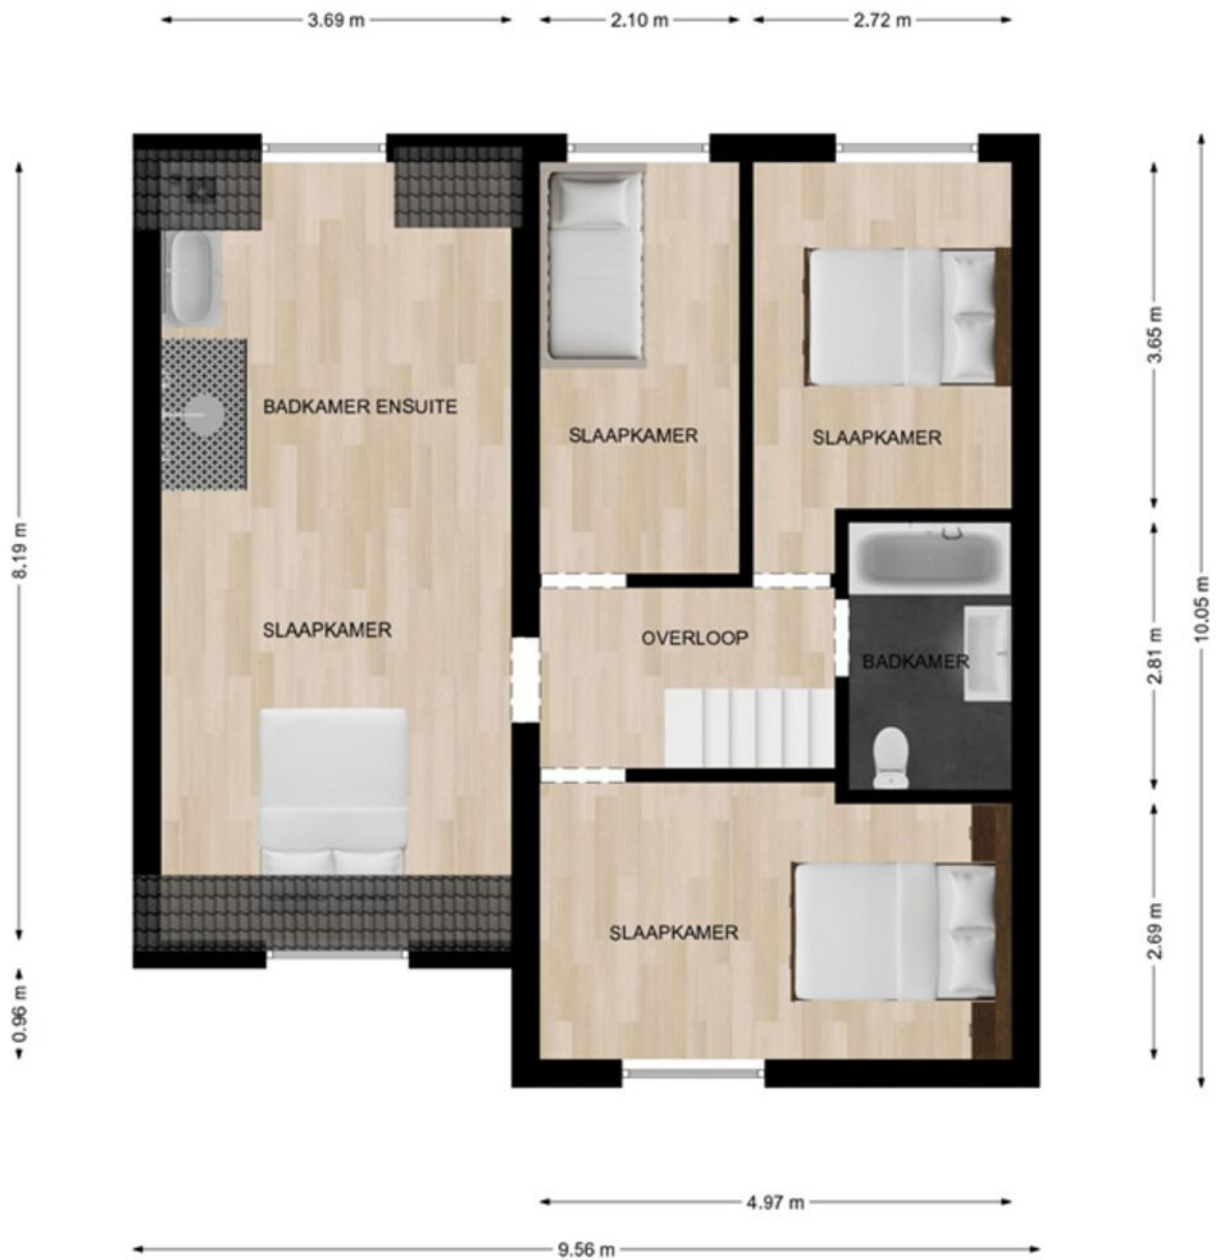 3.69 m
2.10 m
2.72 m
3.65 m
BADKAMER ENSUITE
SLAAPKAMER
SLAAPKAMER
8.19 m
10.05 m
SLAAPKAMER
OVERLOOP
2.81 m
BADKAMER
SLAAPKAMER
2.69 m
0.96 m
4.97 m
9.56 m